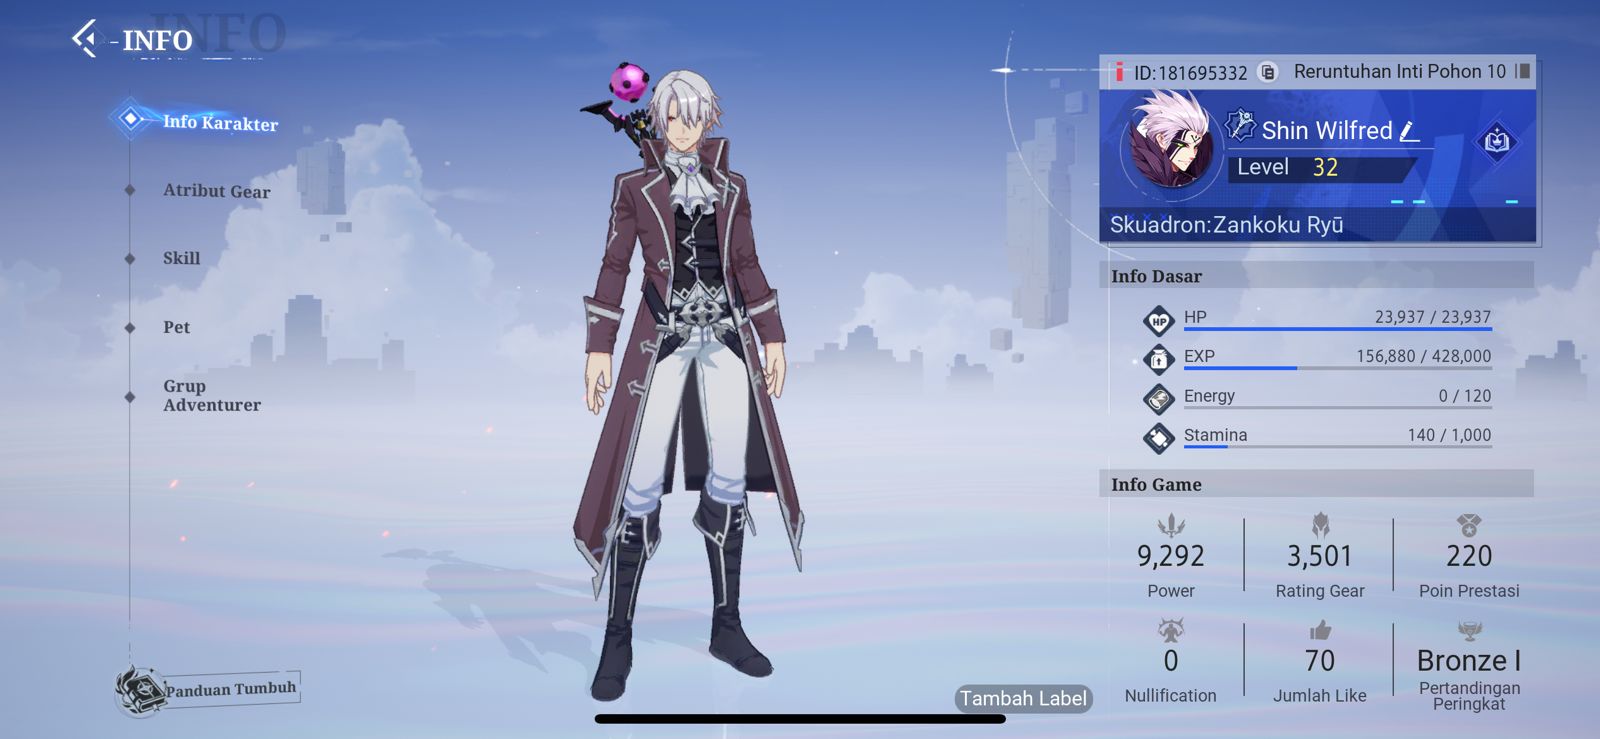 INFO
Info Karakter
Atribut Gear
Skill
Pet
Grup
Adventurer
Panduan Tumbuh
ID:181695332
Reruntuhan Inti Pohon 10
Shin Wilfred
Level 32
Skuadron:Zankoku Ryū
Info Dasar
HP 23,937 / 23,937
EXP 156,880 / 428,000
Energy 0 / 120
Stamina 140 / 1,000
Info Game
9,292
Power
3,501
Rating Gear
220
Poin Prestasi
0
Nullification
70
Jumlah Like
Bronze I
Pertandingan
Peringkat
Tambah Label